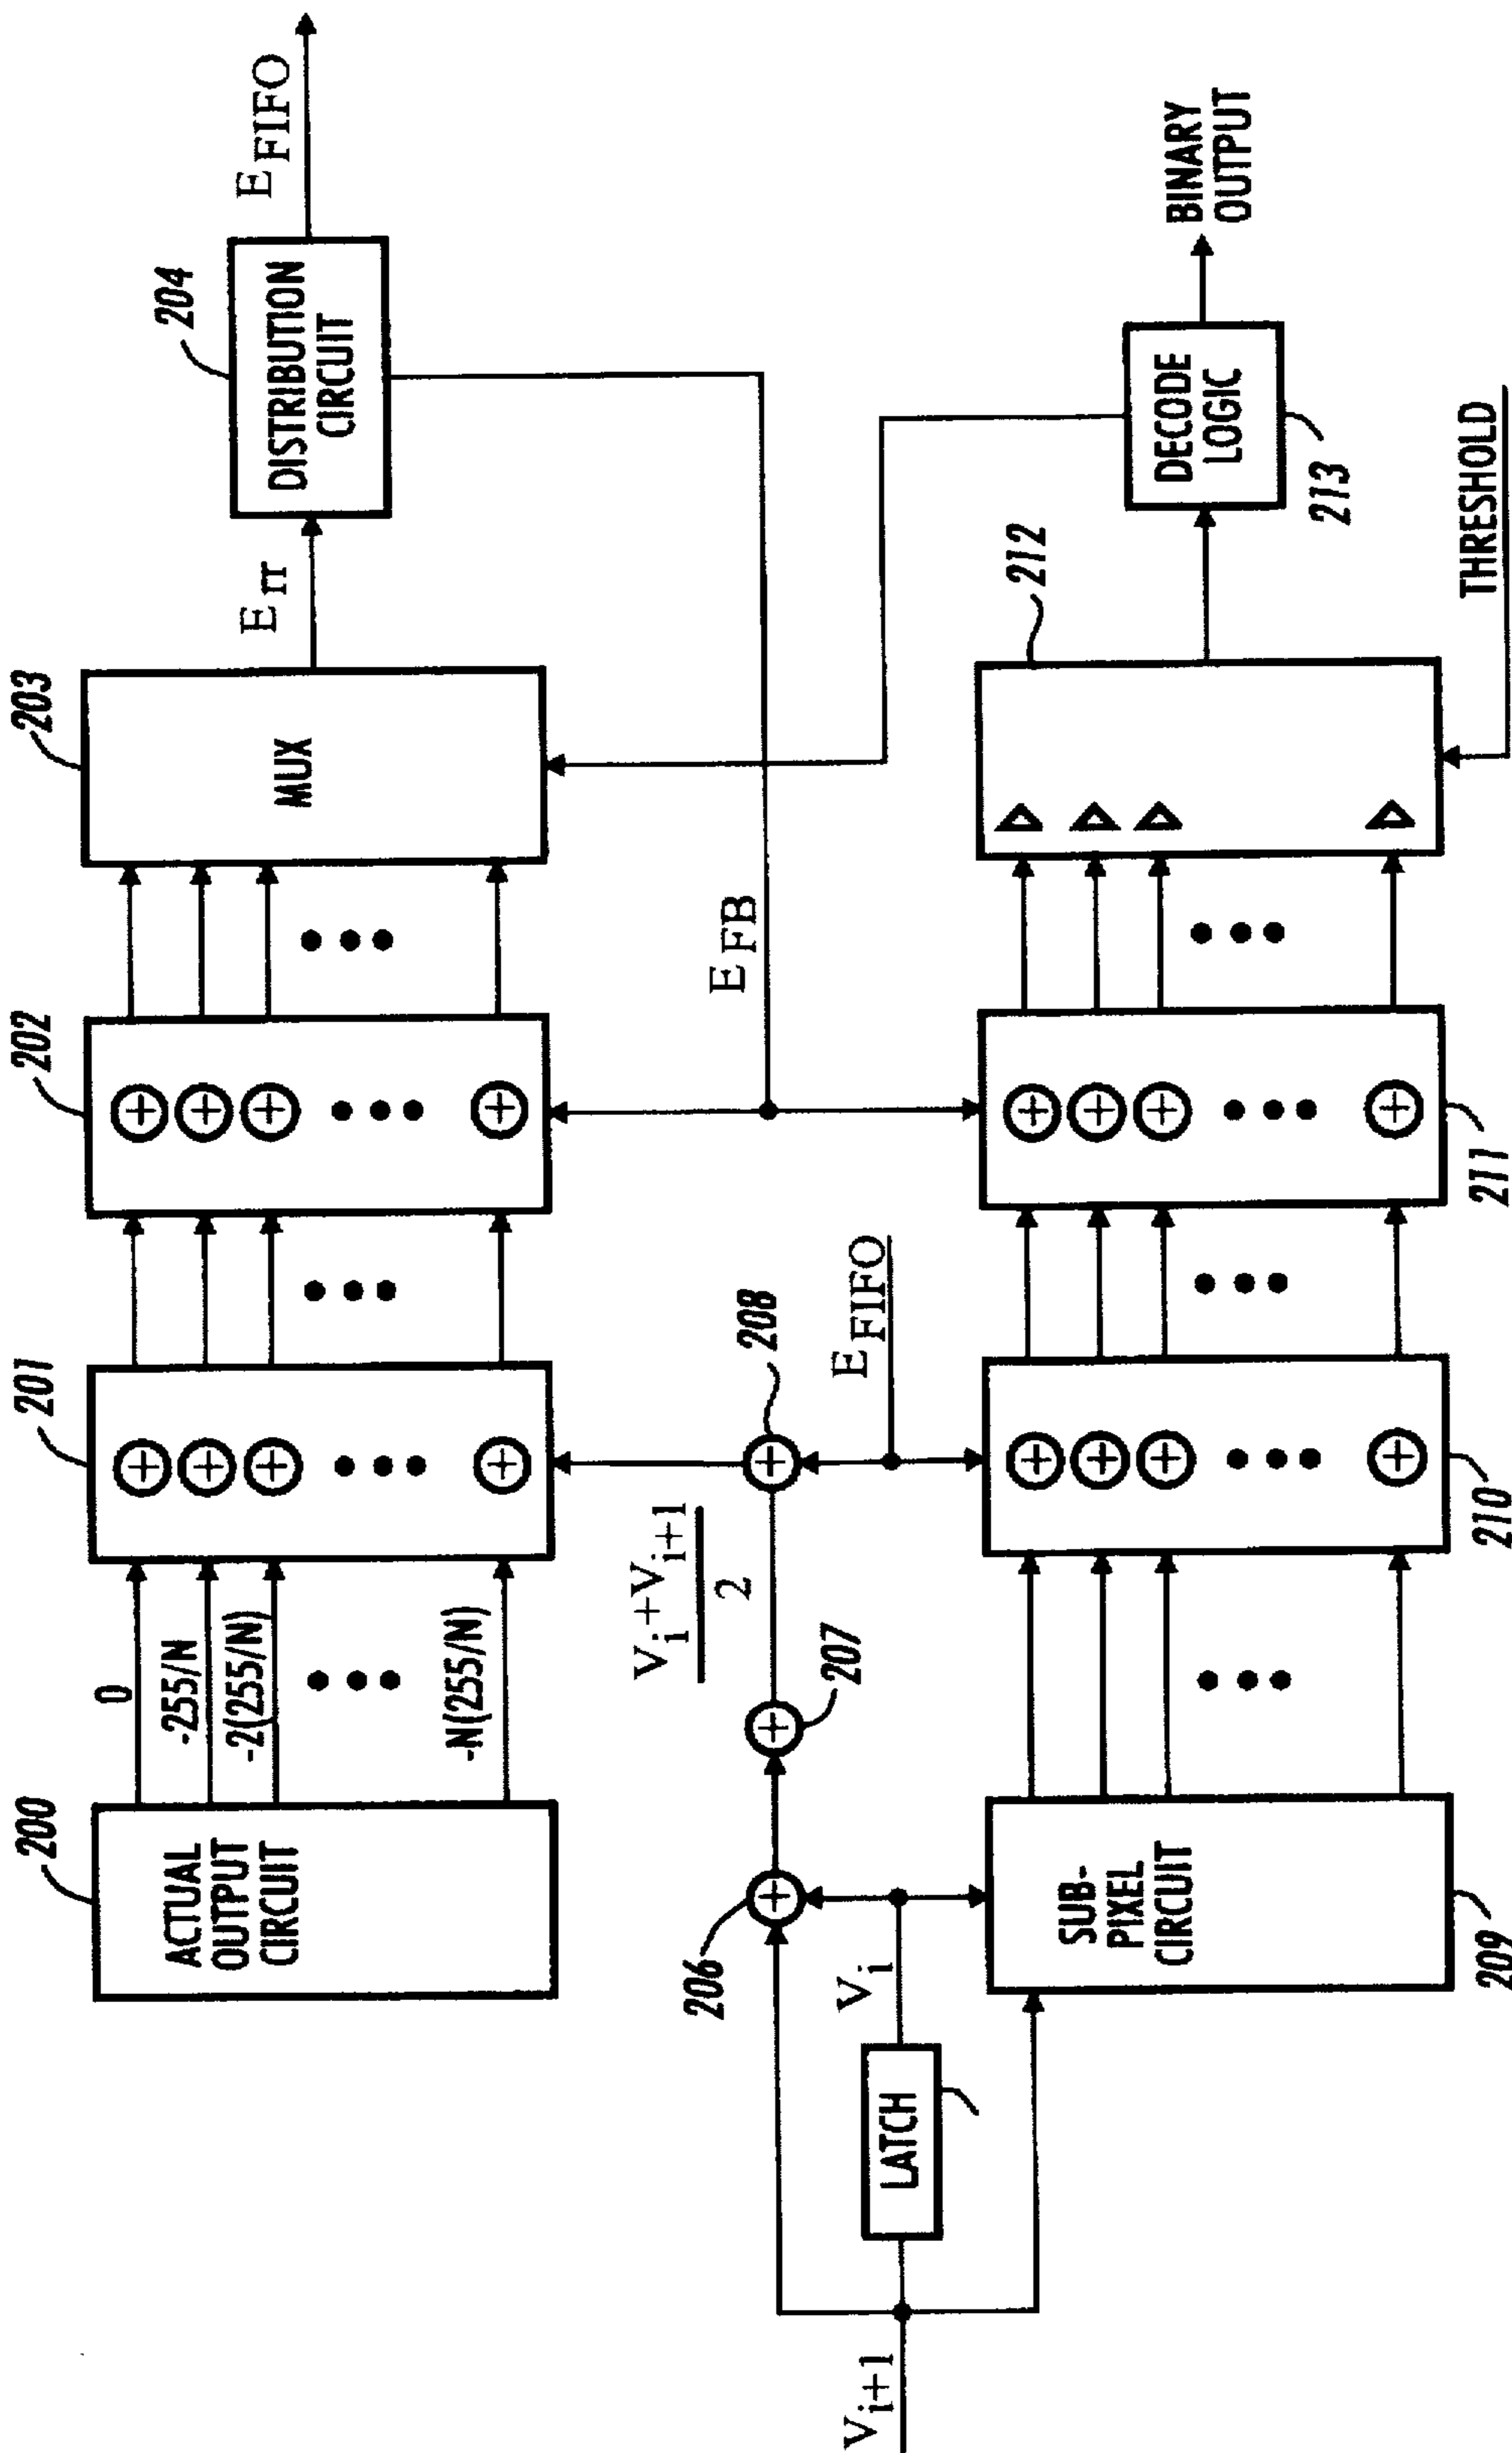 200
ACTUAL
OUTPUT
CIRCUIT
0
-255/N
-2(255/N)
-N(255/N)
201
202
203
MUX
E_rr
204
DISTRIBUTION
CIRCUIT
E_FIFO
V_i+1
LATCH
V_i
206
207
V_i+V_i+1
2
208
E_FIFO
E_FB
SUB-
PIXEL
CIRCUIT
209
210
211
212
THRESHOLD
DECODE
LOGIC
213
BINARY
OUTPUT